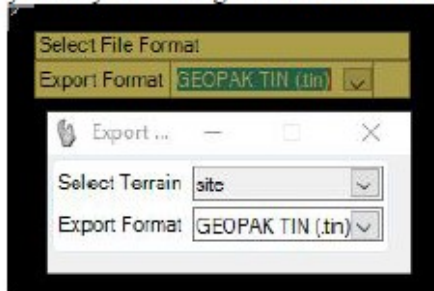 Select File Format
Export Format GEOPAK TIN (.tin)
Export ...
Select Terrain site
Export Format GEOPAK TIN (.tin)